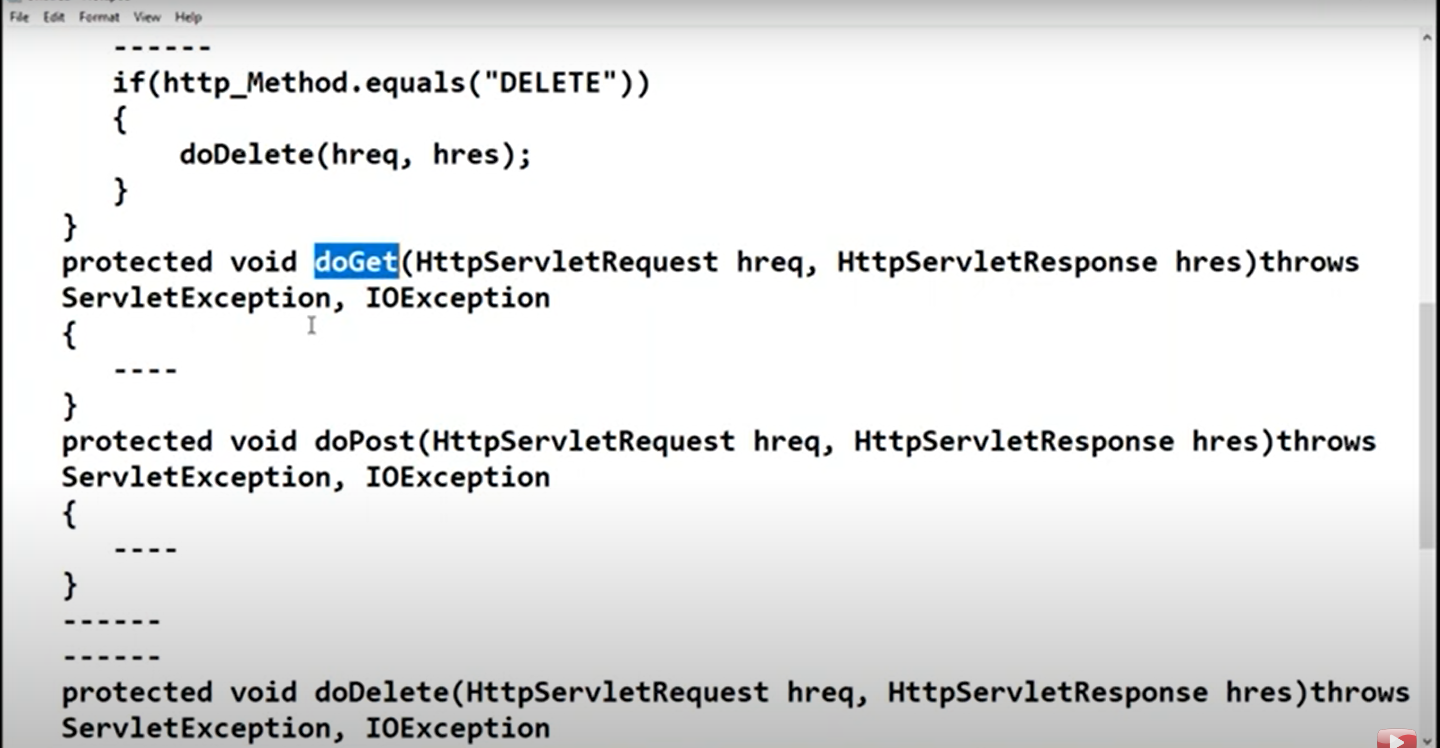 File Edit Format View Help
------
if(http_Method.equals("DELETE"))
{
doDelete(hreq, hres);
}
}
protected void doGet(HttpServletRequest hreq, HttpServletResponse hres)throws
ServletException, IOException
{
----
}
protected void doPost(HttpServletRequest hreq, HttpServletResponse hres)throws
ServletException, IOException
{
----
}
------
------
protected void doDelete(HttpServletRequest hreq, HttpServletResponse hres)throws
ServletException, IOException